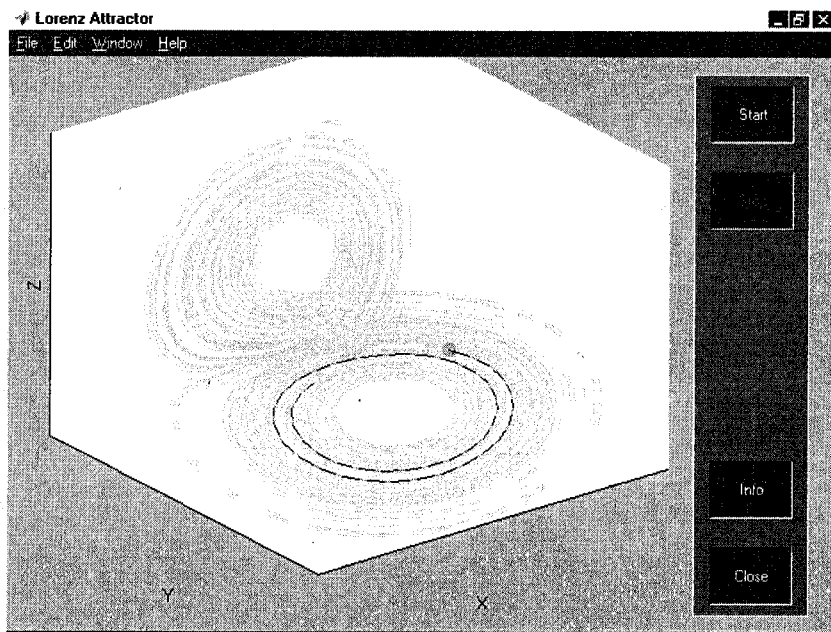 Lorenz Attractor
File Edit Window Help
Start
Z
Info
Close
Y
X